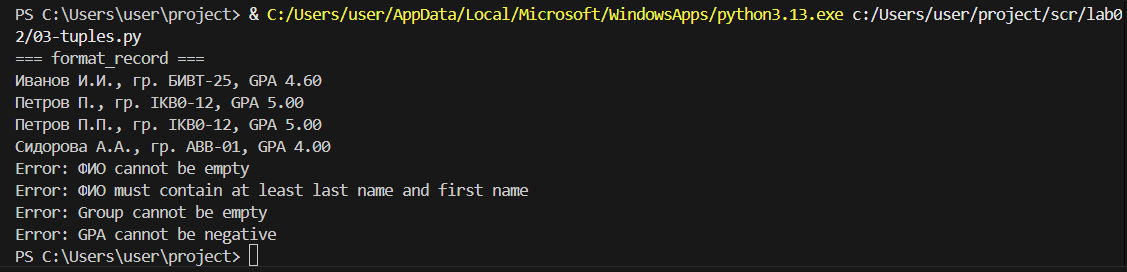 PS C:\Users\user\project> & C:/Users/user/AppData/Local/Microsoft/WindowsApps/python3.13.exe c:/Users/user/project/scr/lab0
2/03-tuples.py
=== format_record ===
Иванов И.И., гр. БИВТ-25, GPA 4.60
Петров П., гр. IKBO-12, GPA 5.00
Петров П.П., гр. IKBO-12, GPA 5.00
Сидорова А.А., гр. ABB-01, GPA 4.00
Error: ФИО cannot be empty
Error: ФИО must contain at least last name and first name
Error: Group cannot be empty
Error: GPA cannot be negative
PS C:\Users\user\project>